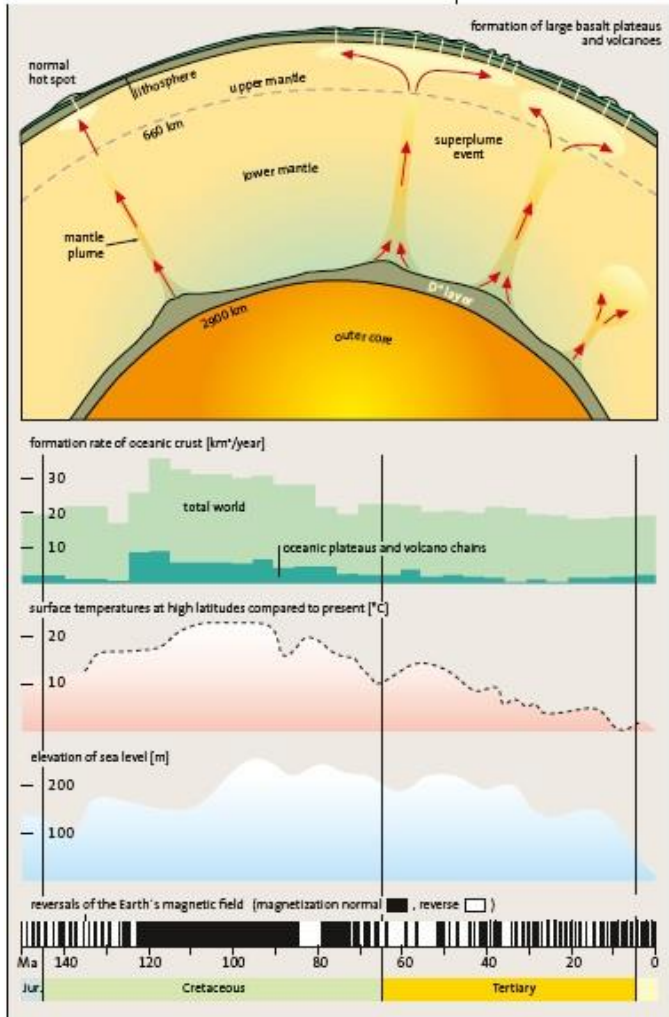 formation of large basalt plateaus
and volcanoes
normal
hot spot
lithosphere
upper mantle
660 km
superplume
event
lower mantle
mantle
plume
D" layer
2900 km
outer core
formation rate of oceanic crust [km³/year]
30
20
10
total world
oceanic plateaus and volcano chains
surface temperatures at high latitudes compared to present [°C]
20
10
elevation of sea level [m]
200
100
reversals of the Earth's magnetic field (magnetization normal , reverse )
Ma 140 120 100 80 60 40 20 0
Jur. Cretaceous Tertiary